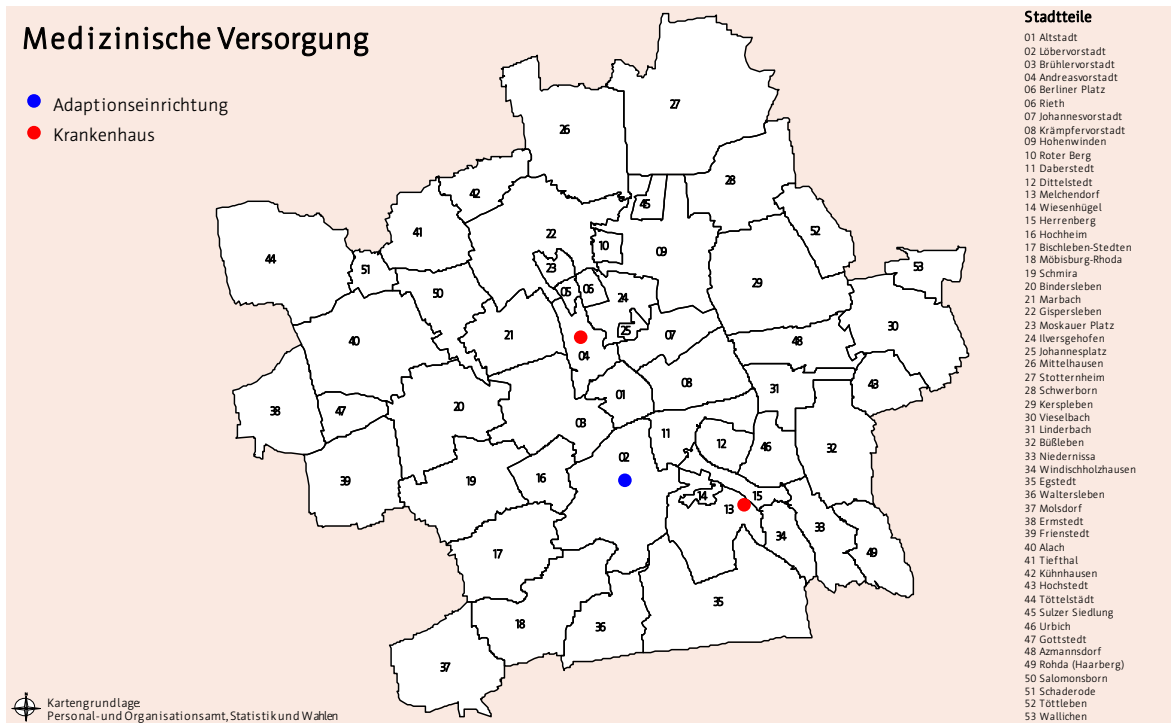 Medizinische Versorgung
Adaptionseinrichtung
Krankenhaus
Stadtteile
01 Altstadt
02 Löbervorstadt
03 Brühlervorstadt
04 Andreasvorstadt
06 Berliner Platz
06 Rieth
07 Johannesvorstadt
08 Krämpfervorstadt
09 Hohenwinden
10 Roter Berg
11 Daberstedt
12 Dittelstedt
13 Melchendorf
14 Wiesenhügel
15 Herrenberg
16 Hochheim
17 Bischleben-Stedten
18 Möbisburg-Rhoda
19 Schmira
20 Bindersleben
21 Marbach
22 Gispersleben
23 Moskauer Platz
24 Ilversgehofen
25 Johannesplatz
26 Mittelhausen
27 Stotternheim
28 Schwerborn
29 Kerspleben
30 Vieselbach
31 Linderbach
32 Büßleben
33 Niedernissa
34 Windischholzhausen
35 Egstedt
36 Waltersleben
37 Molsdorf
38 Ermstedt
39 Frienstedt
40 Alach
41 Tiefthal
42 Kühnhausen
43 Hochstedt
44 Töttelstädt
45 Sulzer Siedlung
46 Urbich
47 Gottstedt
48 Azmannsdorf
49 Rohda (Haarberg)
50 Salomonsborn
51 Schaderode
52 Töttleben
53 Wallichen
27
26
28
42
45
41
22
52
10
09
44
51
23
53
50
05
06
24
29
30
25
21
07
40
48
04
08
43
31
38
47
20
01
03
11
12
46
32
02
39
19
16
14
15
13
33
34
17
49
35
18
36
37
Kartengrundlage:
Personal- und Organisationsamt, Statistik und Wahlen